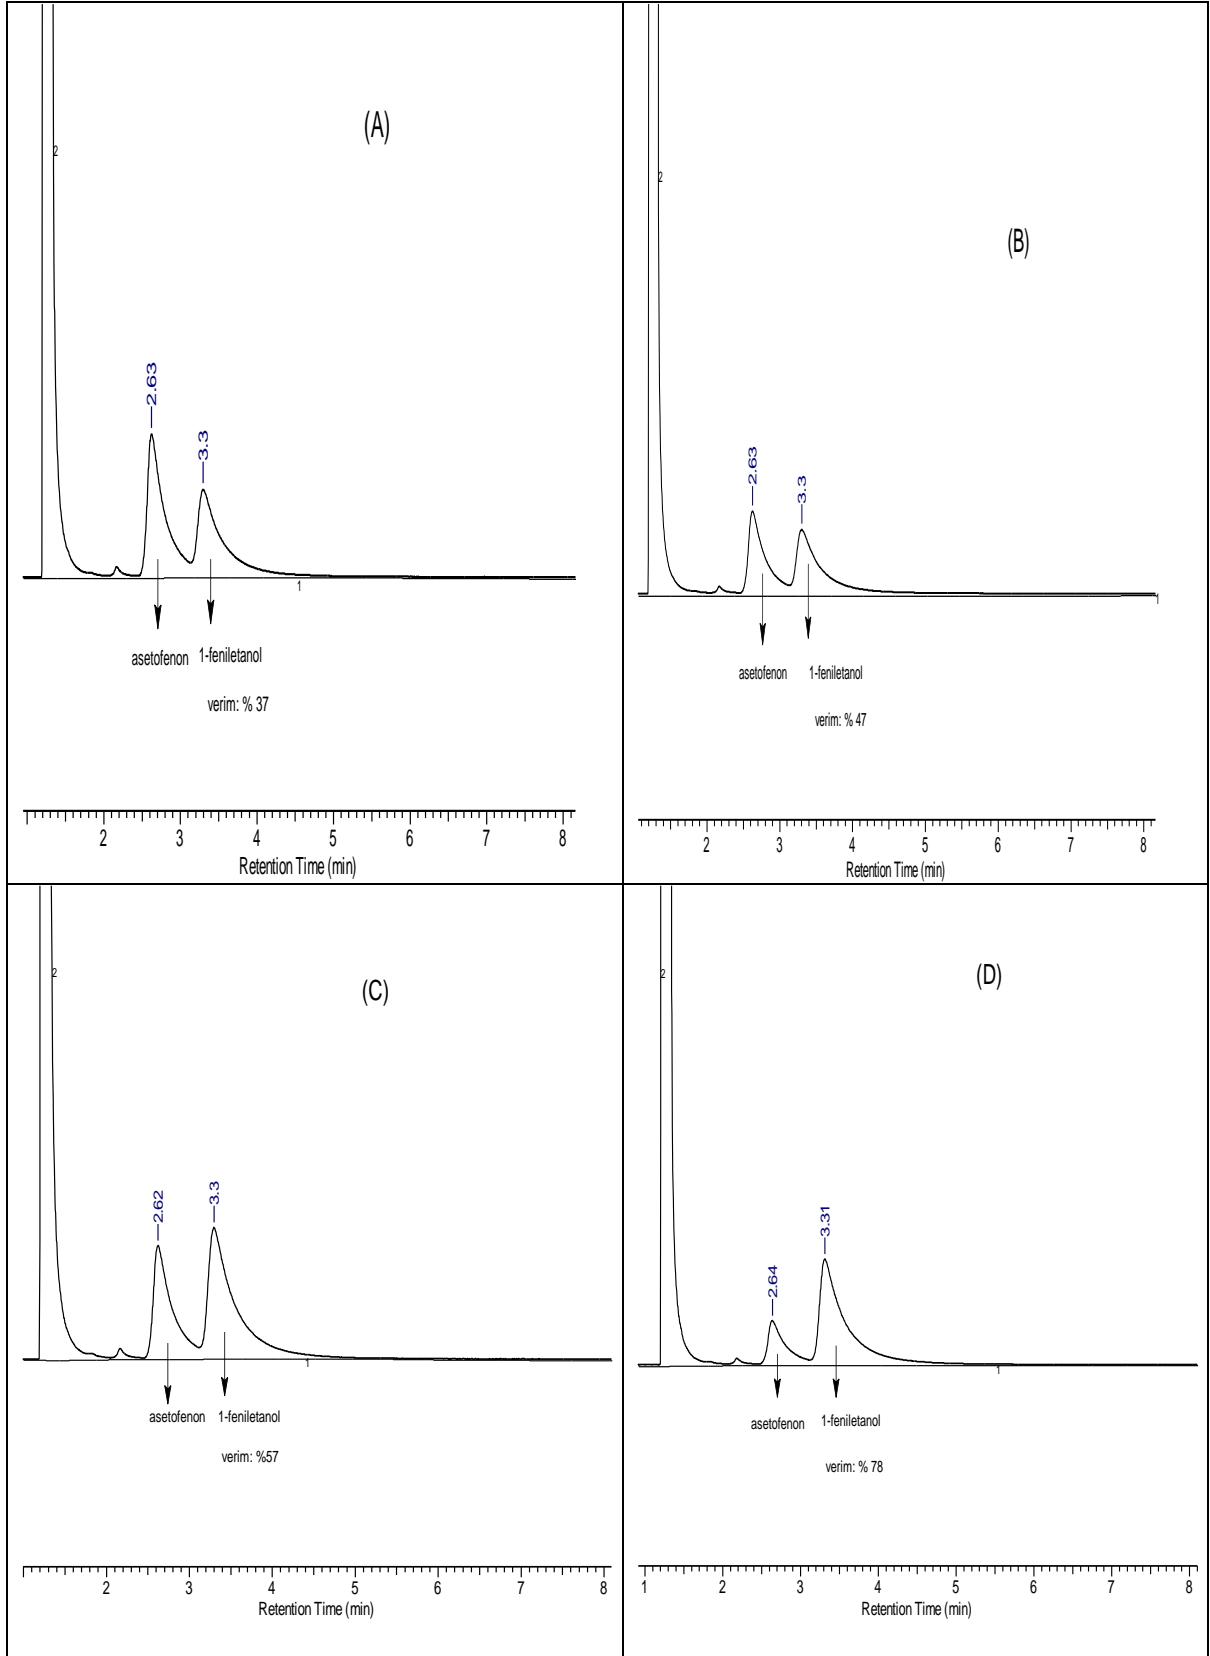 (A)
2
2.63
3.3
1
asetofenon 1-feniletanol
verim: % 37
2 3 4 5 6 7 8
Retention Time (min)
(B)
2
2.63
3.3
1
asetofenon 1-feniletanol
verim: % 47
2 3 4 5 6 7 8
Retention Time (min)
(C)
2
2.62
3.3
1
asetofenon 1-feniletanol
verim: %57
2 3 4 5 6 7 8
Retention Time (min)
(D)
2
2.64
3.31
1
asetofenon 1-feniletanol
verim: % 78
1 2 3 4 5 6 7 8
Retention Time (min)